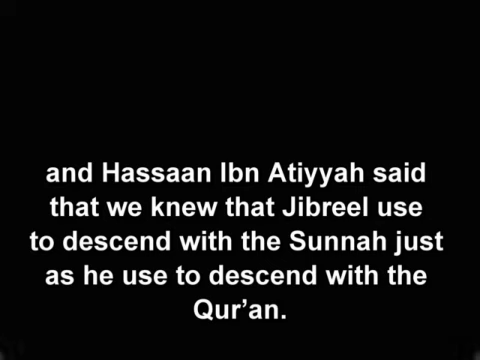 and Hassaan Ibn Atiyyah said
that we knew that Jibreel use
to descend with the Sunnah just
as he use to descend with the
Qur’an.